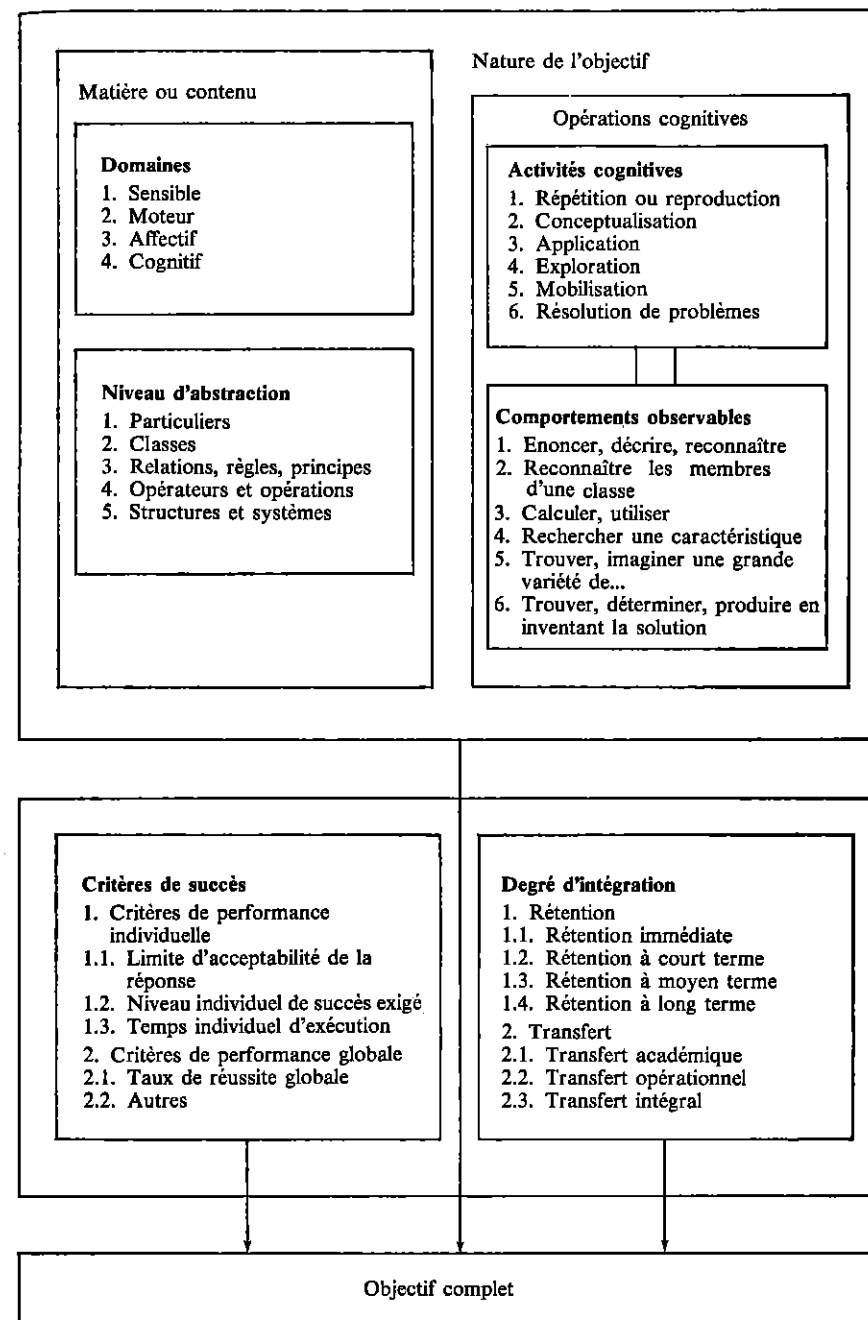 Matière ou contenu
Domaines
1. Sensible
2. Moteur
3. Affectif
4. Cognitif
Niveau d'abstraction
1. Particuliers
2. Classes
3. Relations, règles, principes
4. Opérateurs et opérations
5. Structures et systèmes
Nature de l'objectif
Opérations cognitives
Activités cognitives
1. Répétition ou reproduction
2. Conceptualisation
3. Application
4. Exploration
5. Mobilisation
6. Résolution de problèmes
Comportements observables
1. Enoncer, décrire, reconnaître
2. Reconnaître les membres
d'une classe
3. Calculer, utiliser
4. Rechercher une caractéristique
5. Trouver, imaginer une grande
variété de...
6. Trouver, déterminer, produire en
inventant la solution
Critères de succès
1. Critères de performance
individuelle
1.1. Limite d'acceptabilité de la
réponse
1.2. Niveau individuel de succès exigé
1.3. Temps individuel d'exécution
2. Critères de performance globale
2.1. Taux de réussite globale
2.2. Autres
Degré d'intégration
1. Rétention
1.1. Rétention immédiate
1.2. Rétention à court terme
1.3. Rétention à moyen terme
1.4. Rétention à long terme
2. Transfert
2.1. Transfert académique
2.2. Transfert opérationnel
2.3. Transfert intégral
Objectif complet